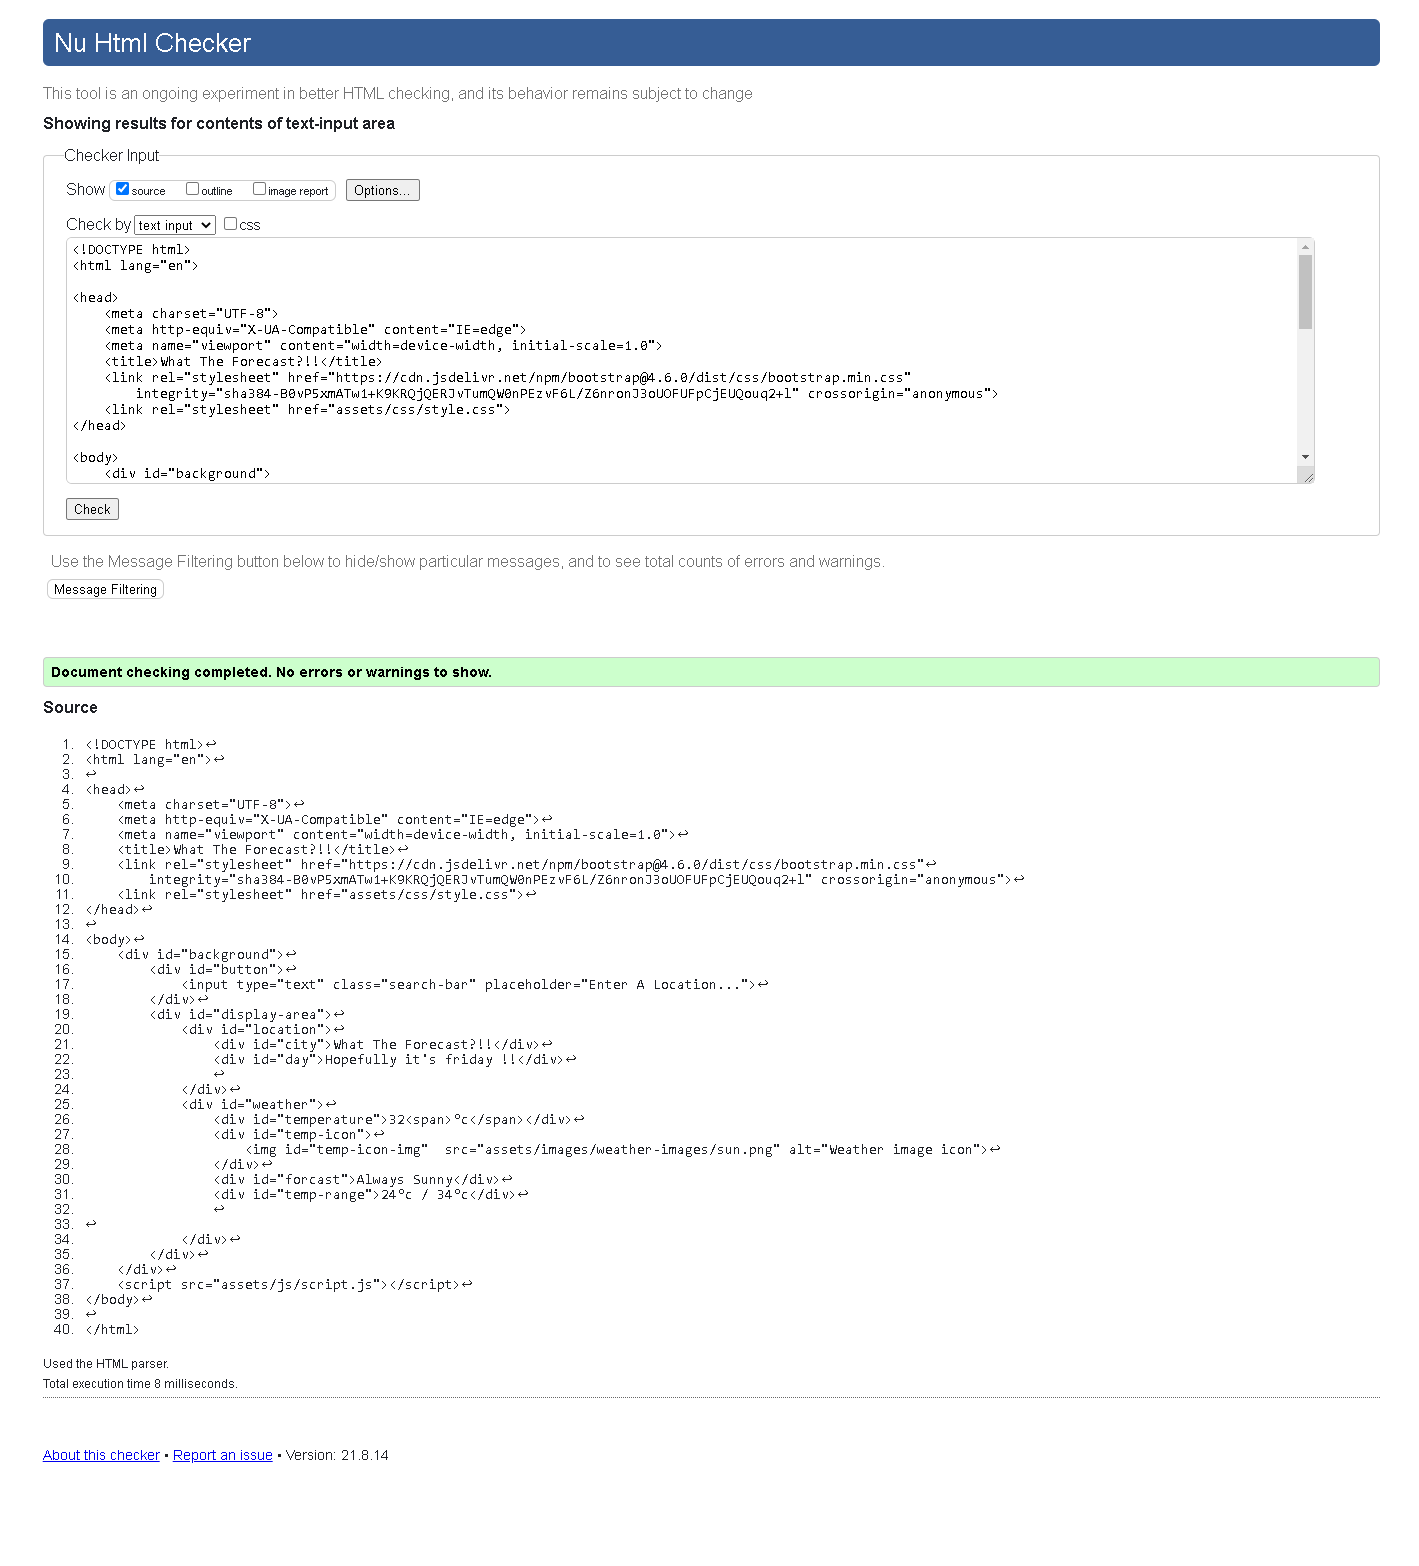 Nu Html Checker
This tool is an ongoing experiment in better HTML checking, and its behavior remains subject to change
Showing results for contents of text-input area
Checker Input
Show source outline image report Options...
Check by text input css
<!DOCTYPE html>
<html lang="en">
<head>
    <meta charset="UTF-8">
    <meta http-equiv="X-UA-Compatible" content="IE=edge">
    <meta name="viewport" content="width=device-width, initial-scale=1.0">
    <title>What The Forecast?!!</title>
    <link rel="stylesheet" href="https://cdn.jsdelivr.net/npm/bootstrap@4.6.0/dist/css/bootstrap.min.css"
        integrity="sha384-B0vP5xmATw1+K9KRQjQERJvTumQW0nPEzvF6L/Z6nronJ3oUOFUFpCjEUQouq2+l" crossorigin="anonymous">
    <link rel="stylesheet" href="assets/css/style.css">
</head>
<body>
    <div id="background">
Check
Use the Message Filtering button below to hide/show particular messages, and to see total counts of errors and warnings.
Message Filtering
Document checking completed. No errors or warnings to show.
Source
1. <!DOCTYPE html>↩
2. <html lang="en">↩
3. ↩
4. <head>↩
5.     <meta charset="UTF-8">↩
6.     <meta http-equiv="X-UA-Compatible" content="IE=edge">↩
7.     <meta name="viewport" content="width=device-width, initial-scale=1.0">↩
8.     <title>What The Forecast?!!</title>↩
9.     <link rel="stylesheet" href="https://cdn.jsdelivr.net/npm/bootstrap@4.6.0/dist/css/bootstrap.min.css"↩
10.         integrity="sha384-B0vP5xmATw1+K9KRQjQERJvTumQW0nPEzvF6L/Z6nronJ3oUOFUFpCjEUQouq2+l" crossorigin="anonymous">↩
11.     <link rel="stylesheet" href="assets/css/style.css">↩
12. </head>↩
13. ↩
14. <body>↩
15.     <div id="background">↩
16.         <div id="button">↩
17.             <input type="text" class="search-bar" placeholder="Enter A Location...">↩
18.         </div>↩
19.         <div id="display-area">↩
20.             <div id="location">↩
21.                 <div id="city">What The Forecast?!!</div>↩
22.                 <div id="day">Hopefully it's friday !!</div>↩
23.                 ↩
24.             </div>↩
25.             <div id="weather">↩
26.                 <div id="temperature">32<span>°c</span></div>↩
27.                 <div id="temp-icon">↩
28.                     <img id="temp-icon-img"  src="assets/images/weather-images/sun.png" alt="Weather image icon">↩
29.                 </div>↩
30.                 <div id="forcast">Always Sunny</div>↩
31.                 <div id="temp-range">24°c / 34°c</div>↩
32.                 ↩
33. ↩
34.             </div>↩
35.         </div>↩
36.     </div>↩
37.     <script src="assets/js/script.js"></script>↩
38. </body>↩
39. ↩
40. </html>
Used the HTML parser.
Total execution time 8 milliseconds.
About this checker • Report an issue • Version: 21.8.14